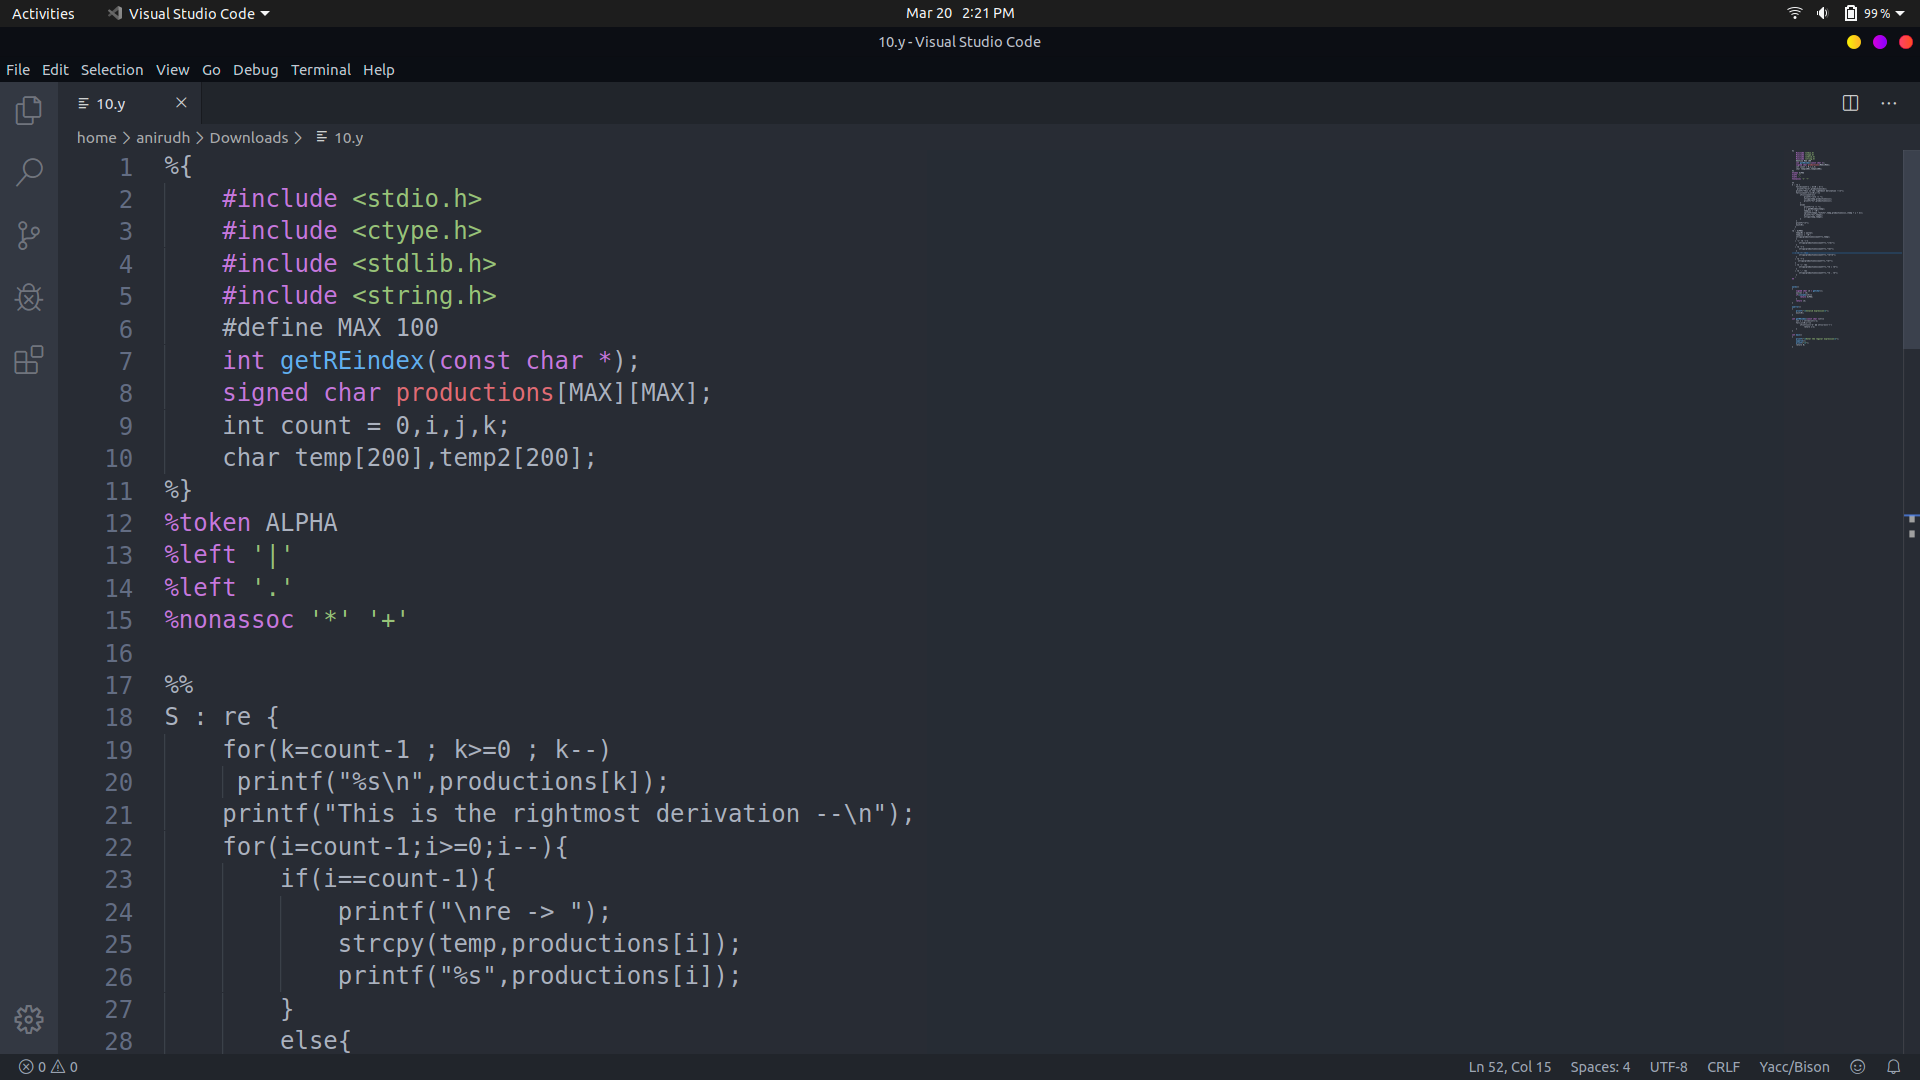 Activities Visual Studio Code Mar 20 2:21 PM 99 %
10.y - Visual Studio Code
File Edit Selection View Go Debug Terminal Help
10.y
home > anirudh > Downloads > 10.y
1 %{
2 #include <stdio.h>
3 #include <ctype.h>
4 #include <stdlib.h>
5 #include <string.h>
6 #define MAX 100
7 int getREindex(const char *);
8 signed char productions[MAX][MAX];
9 int count = 0,i,j,k;
10 char temp[200],temp2[200];
11 %}
12 %token ALPHA
13 %left '|'
14 %left '.'
15 %nonassoc '*' '+'
16
17 %%
18 S : re {
19 for(k=count-1 ; k>=0 ; k--)
20 printf("%s\n",productions[k]);
21 printf("This is the rightmost derivation --\n");
22 for(i=count-1;i>=0;i--){
23 if(i==count-1){
24 printf("\nre -> ");
25 strcpy(temp,productions[i]);
26 printf("%s",productions[i]);
27 }
28 else{
0 0 Ln 52, Col 15 Spaces: 4 UTF-8 CRLF Yacc/Bison